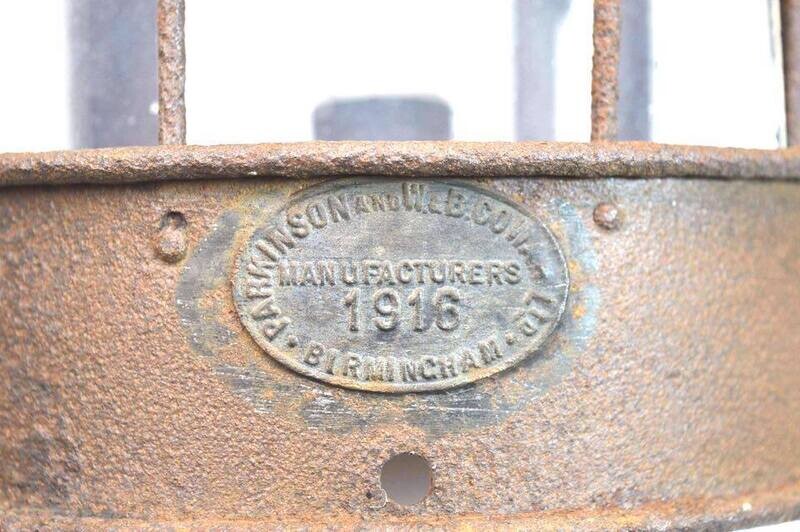 PARKINSON AND W.& B. COWAN LTD
MANUFACTURERS
1916
· BIRMINGHAM ·